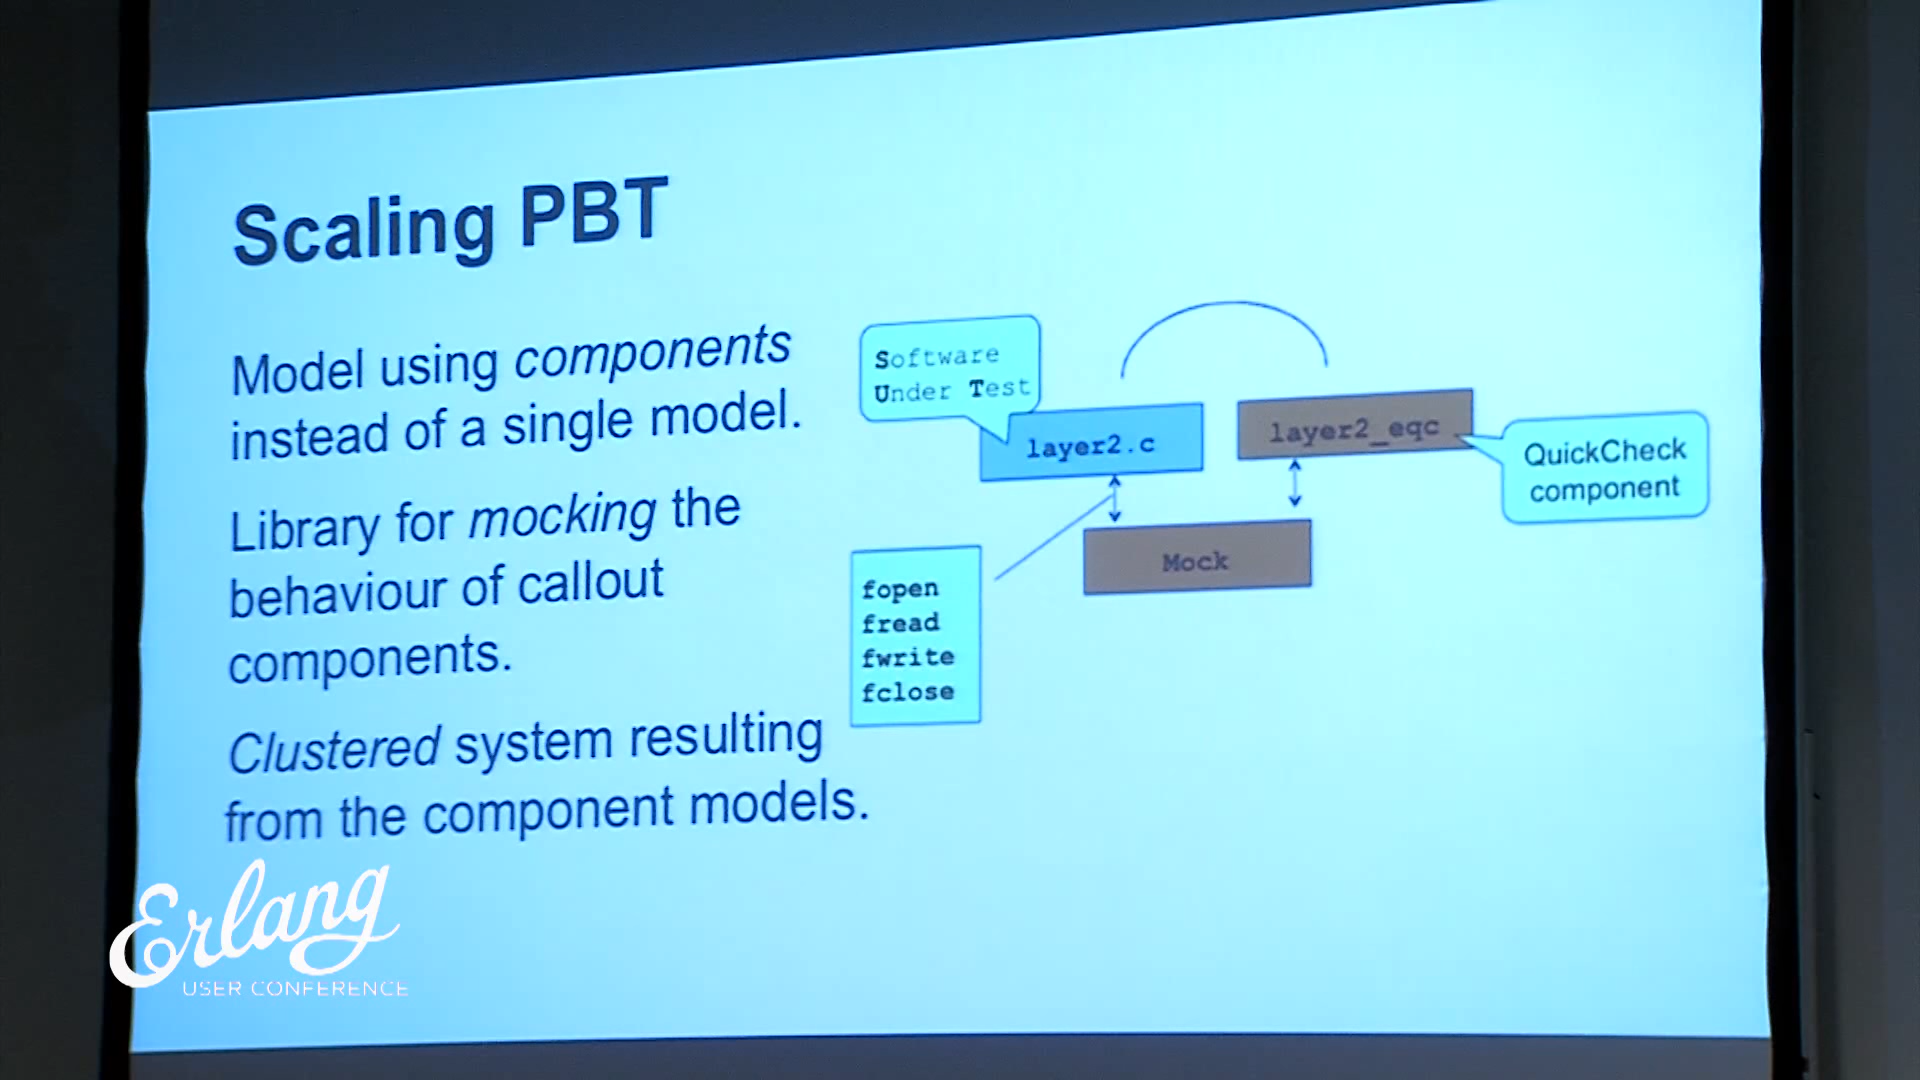 Scaling PBT
Model using components
instead of a single model.
Library for mocking the
behaviour of callout
components.
Clustered system resulting
from the component models.
Software
Under Test
layer2.c
layer2_eqc
QuickCheck
component
Mock
fopen
fread
fwrite
fclose
Erlang
USER CONFERENCE